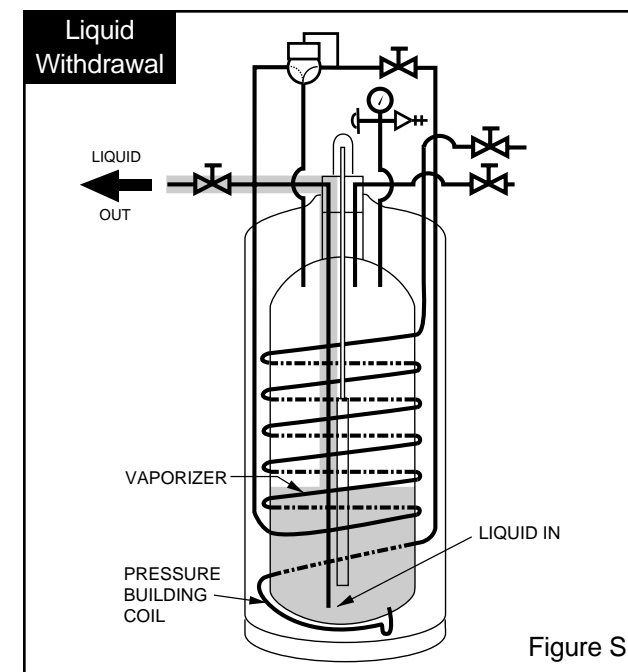 Liquid
Withdrawal
LIQUID
OUT
VAPORIZER
LIQUID IN
PRESSURE
BUILDING
COIL
Figure S